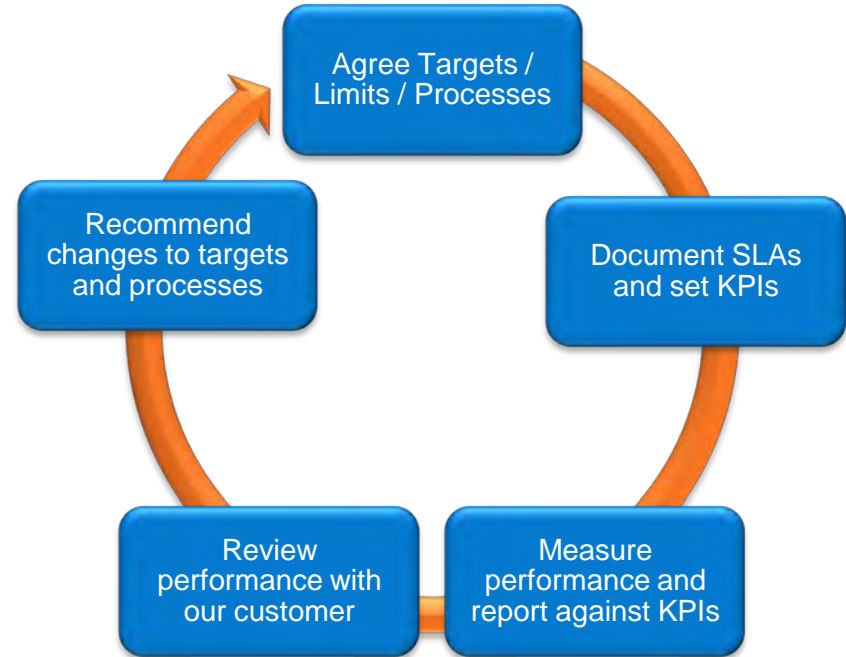 Agree Targets /
Limits / Processes
Document SLAs
and set KPIs
Measure
performance and
report against KPIs
Review
performance with
our customer
Recommend
changes to targets
and processes